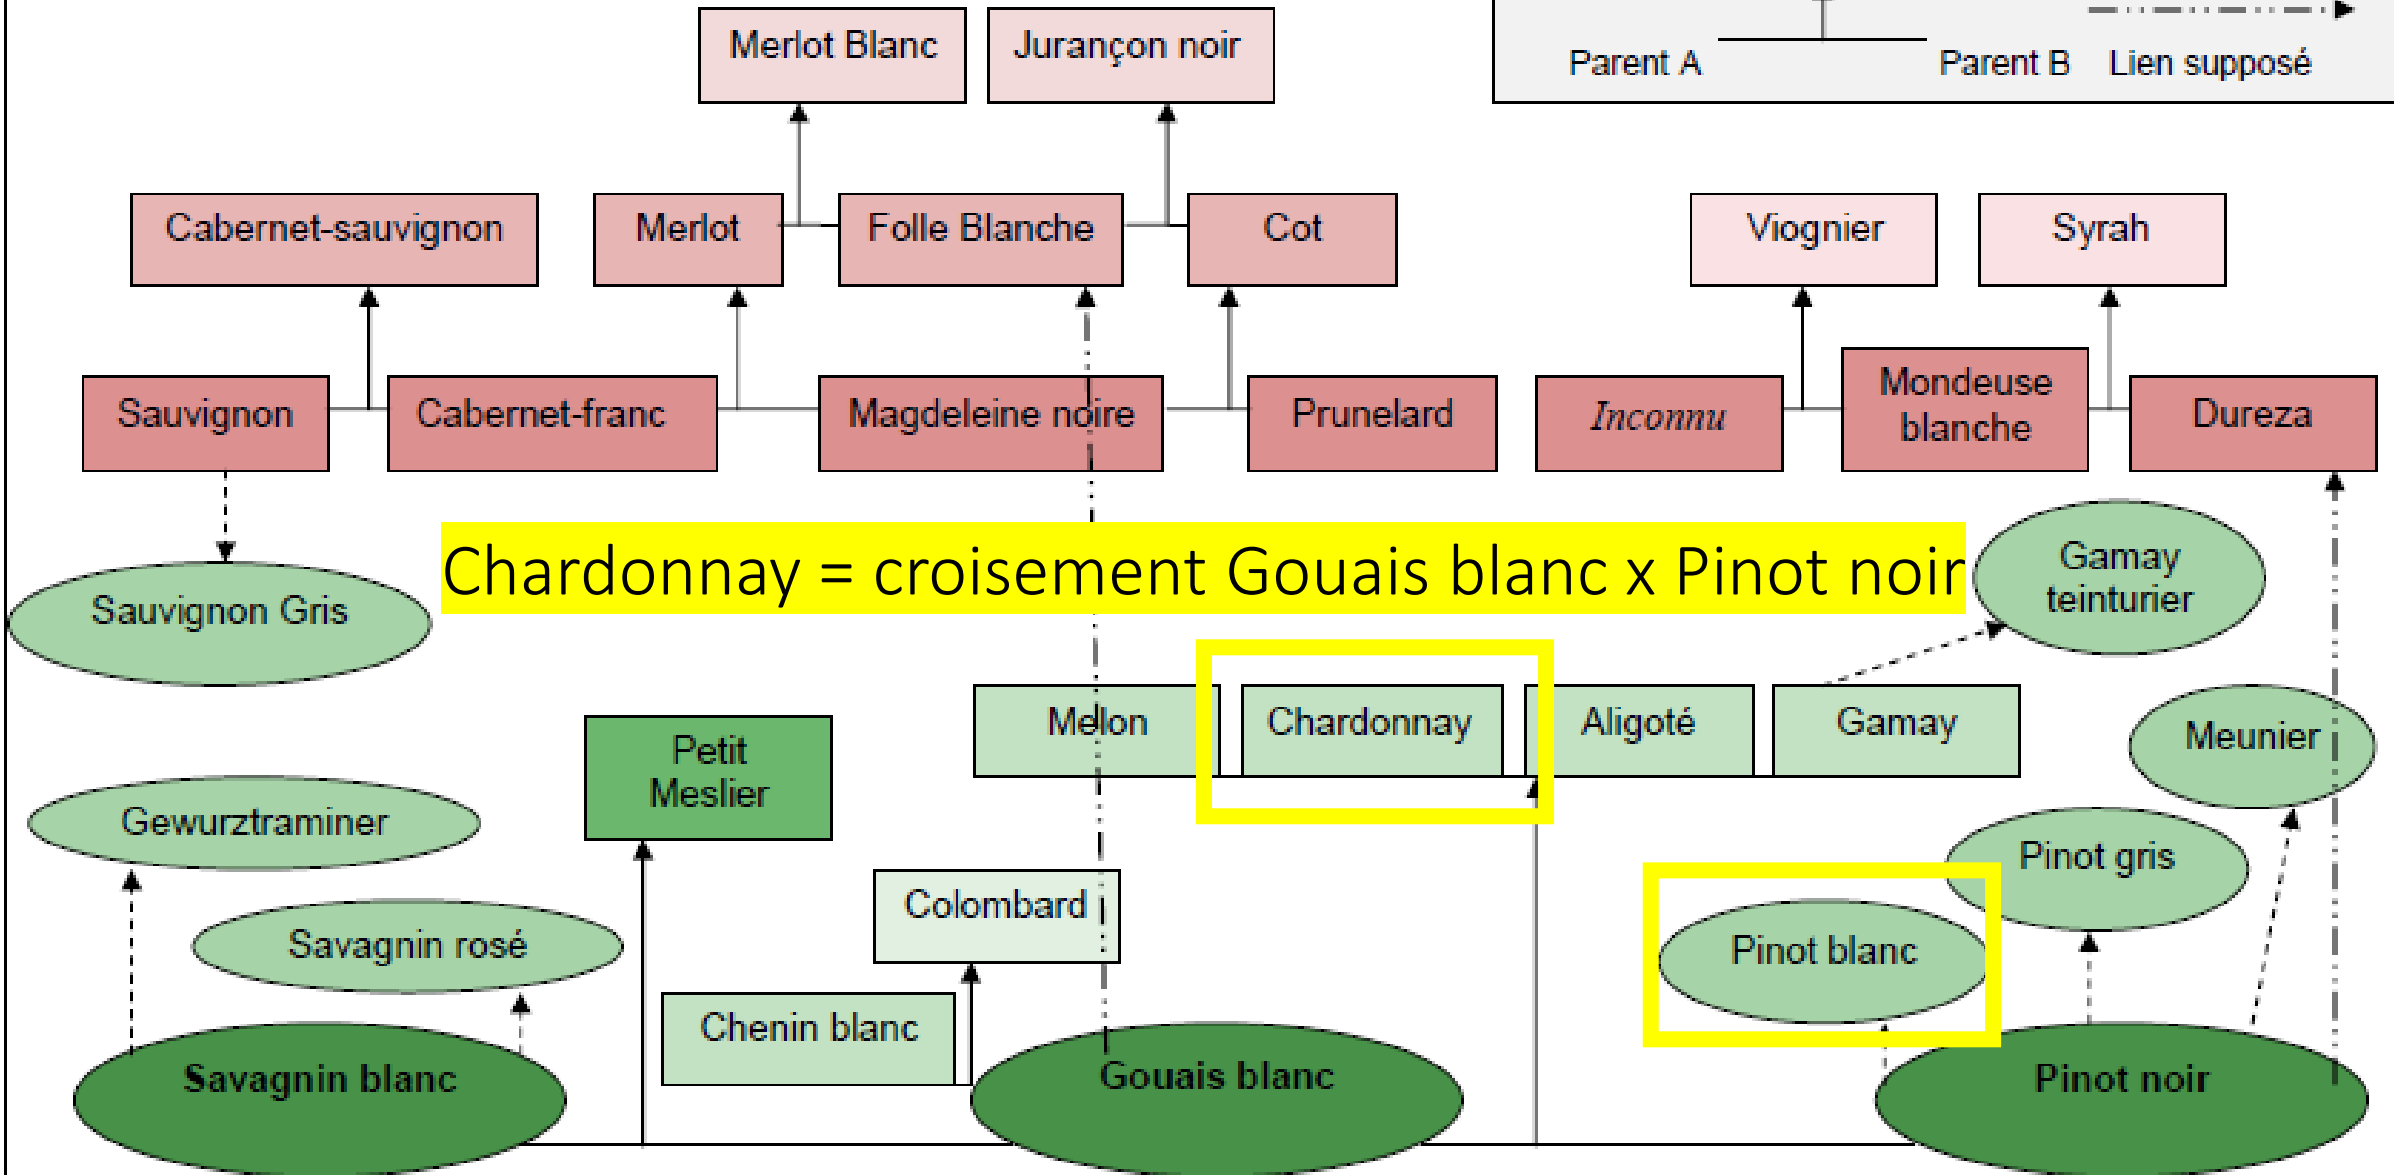 Merlot Blanc
Jurançon noir
Parent A
Parent B
Lien supposé
Cabernet-sauvignon
Merlot
Folle Blanche
Cot
Viognier
Syrah
Sauvignon
Cabernet-franc
Magdeleine noire
Prunelard
Inconnu
Mondeuse
blanche
Dureza
Chardonnay = croisement Gouais blanc x Pinot noir
Gamay
teinturier
Sauvignon Gris
Melon
Chardonnay
Aligoté
Gamay
Meunier
Petit
Meslier
Gewurztraminer
Pinot gris
Colombard
Savagnin rosé
Pinot blanc
Chenin blanc
Savagnin blanc
Gouais blanc
Pinot noir